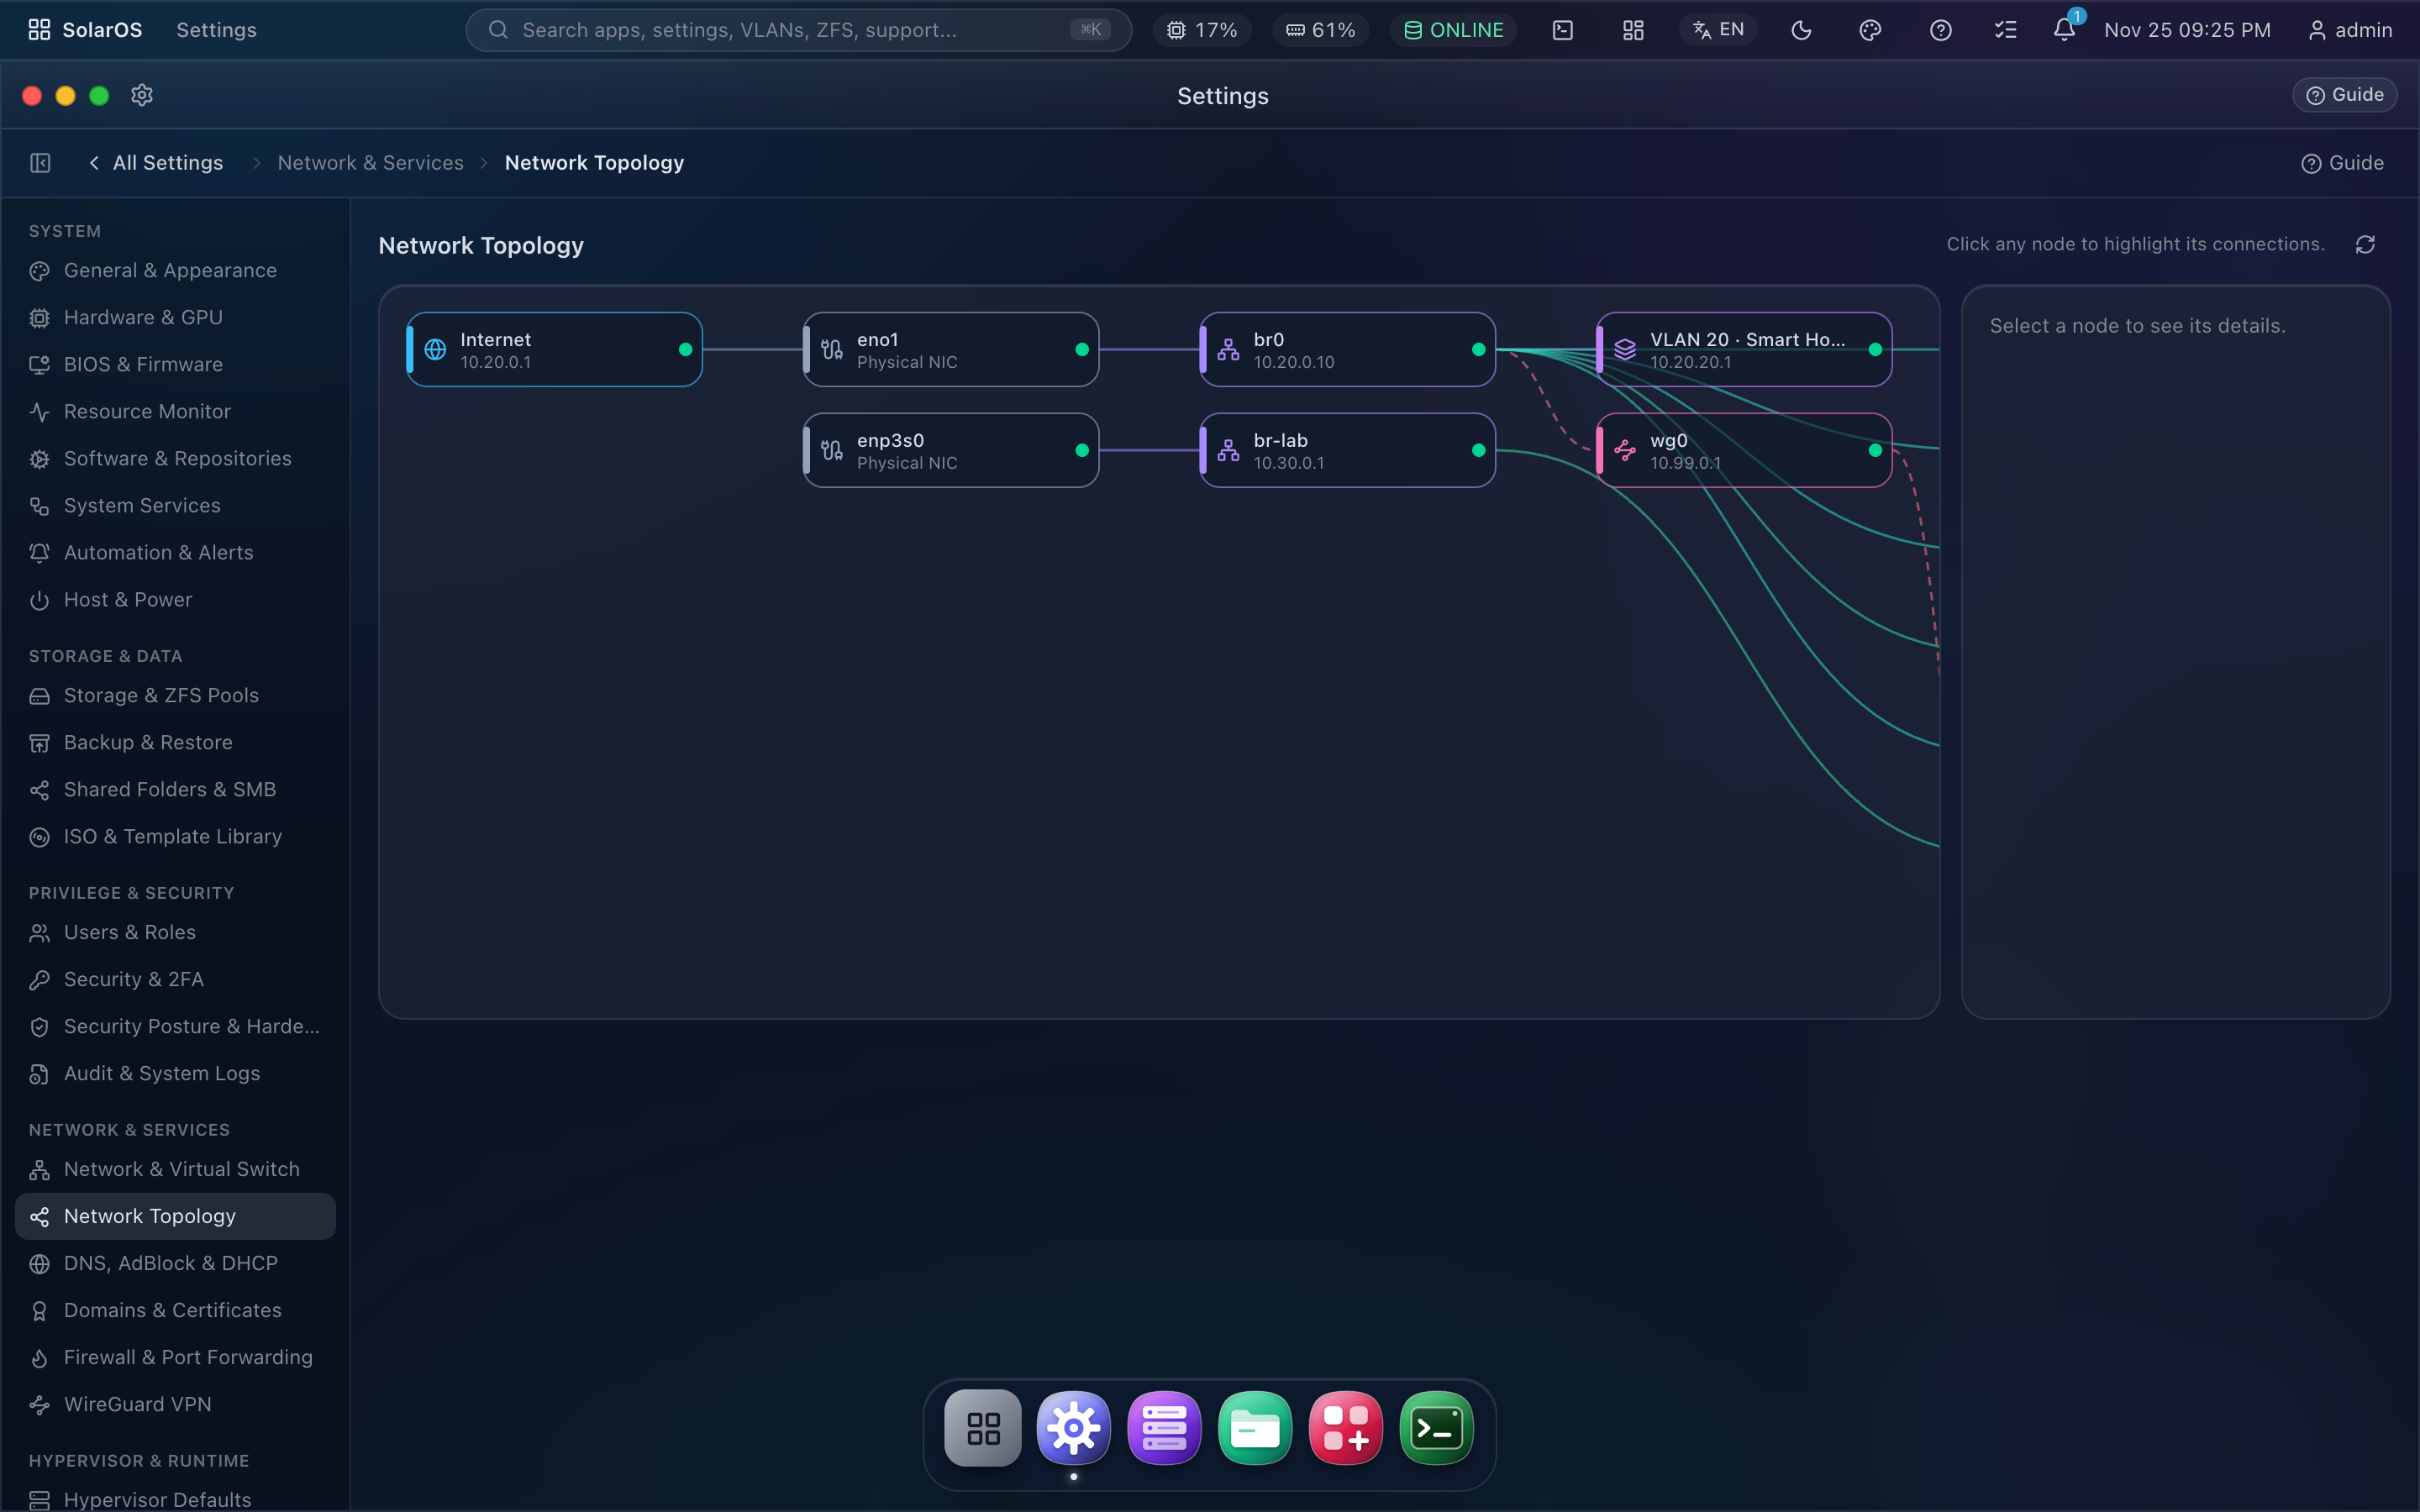 SolarOS Settings Search apps, settings, VLANs, ZFS, support... ⌘K 17% 61% ONLINE EN 1 Nov 25 09:25 PM admin
Settings Guide
All Settings Network & Services Network Topology Guide
SYSTEM
General & Appearance
Hardware & GPU
BIOS & Firmware
Resource Monitor
Software & Repositories
System Services
Automation & Alerts
Host & Power
STORAGE & DATA
Storage & ZFS Pools
Backup & Restore
Shared Folders & SMB
ISO & Template Library
PRIVILEGE & SECURITY
Users & Roles
Security & 2FA
Security Posture & Harde...
Audit & System Logs
NETWORK & SERVICES
Network & Virtual Switch
Network Topology
DNS, AdBlock & DHCP
Domains & Certificates
Firewall & Port Forwarding
WireGuard VPN
HYPERVISOR & RUNTIME
Hypervisor Defaults
Network Topology
Click any node to highlight its connections.
Internet
10.20.0.1
eno1
Physical NIC
br0
10.20.0.10
VLAN 20 · Smart Ho...
10.20.20.1
enp3s0
Physical NIC
br-lab
10.30.0.1
wg0
10.99.0.1
Select a node to see its details.